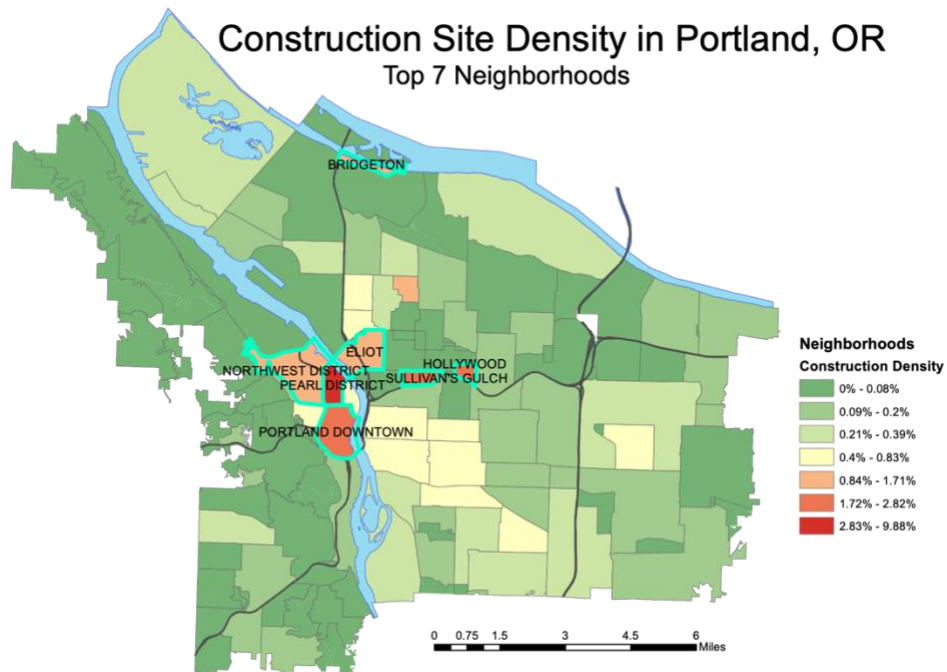 Construction Site Density in Portland, OR
Top 7 Neighborhoods
BRIDGETON
ELIOT
NORTHWEST DISTRICT
HOLLYWOOD
PEARL DISTRICT
SULLIVAN'S GULCH
PORTLAND DOWNTOWN
Neighborhoods
Construction Density
0% - 0.08%
0.09% - 0.2%
0.21% - 0.39%
0.4% - 0.83%
0.84% - 1.71%
1.72% - 2.82%
2.83% - 9.88%
0 0.75 1.5 3 4.5 6
Miles